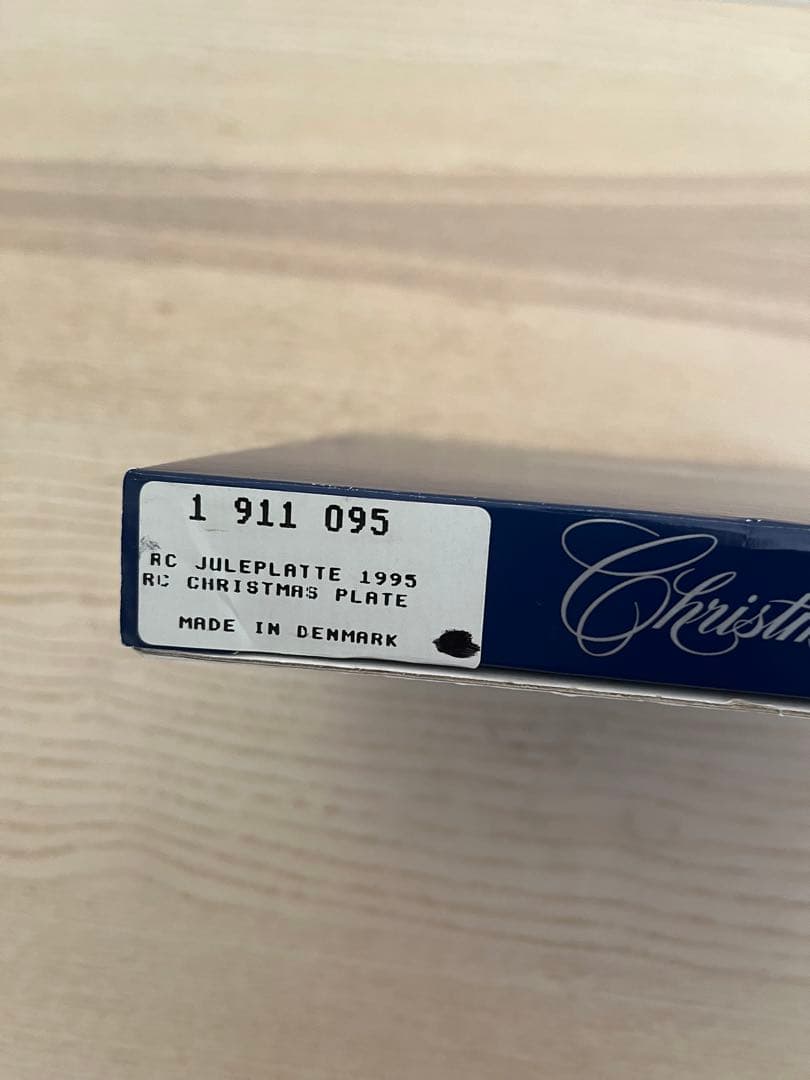 1 911 095
RC JULEPLATTE 1995
RC CHRISTMAS PLATE
MADE IN DENMARK